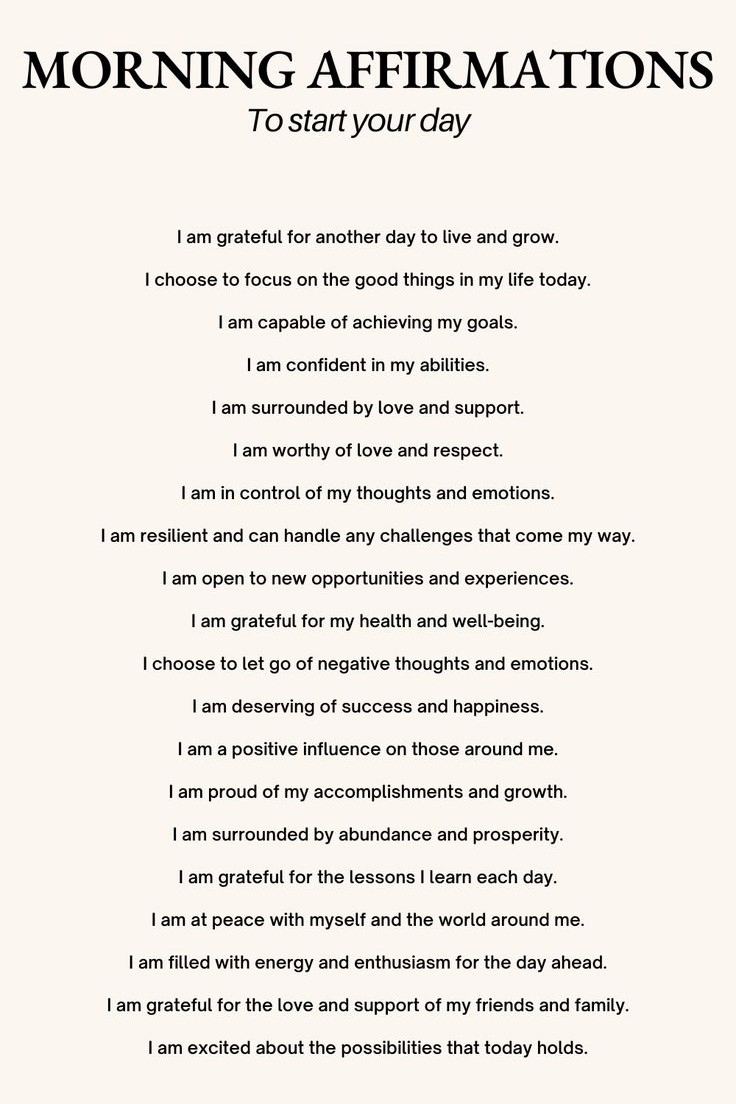 MORNING AFFIRMATIONS
To start your day
I am grateful for another day to live and grow.
I choose to focus on the good things in my life today.
I am capable of achieving my goals.
I am confident in my abilities.
I am surrounded by love and support.
I am worthy of love and respect.
I am in control of my thoughts and emotions.
I am resilient and can handle any challenges that come my way.
I am open to new opportunities and experiences.
I am grateful for my health and well-being.
I choose to let go of negative thoughts and emotions.
I am deserving of success and happiness.
I am a positive influence on those around me.
I am proud of my accomplishments and growth.
I am surrounded by abundance and prosperity.
I am grateful for the lessons I learn each day.
I am at peace with myself and the world around me.
I am filled with energy and enthusiasm for the day ahead.
I am grateful for the love and support of my friends and family.
I am excited about the possibilities that today holds.